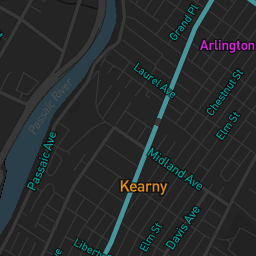 Grand Pl
Arlington
Laurel Ave
Chestnut St
Passaic River
Elm St
Passaic Ave
Midland Ave
Kearny
Davis Ave
Elm St
Liberty